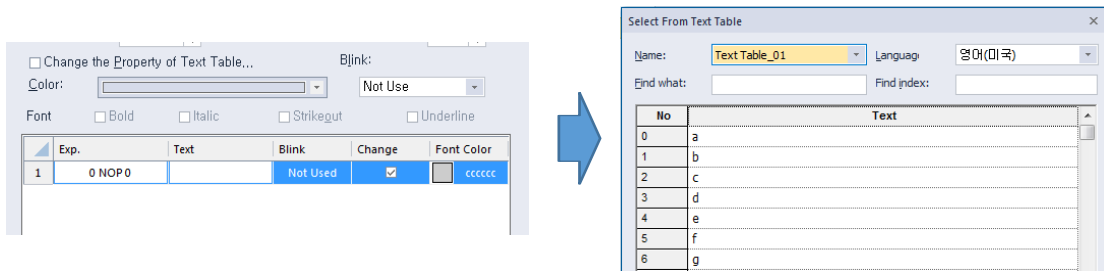 Change the Property of Text Table...
Blink:
Color:
Not Use
Font
Bold
Italic
Strikeout
Underline
Exp. Text Blink Change Font Color
1 0 NOP 0 Not Used cccccc
Select From Text Table
Name: Text Table_01 Languag 영어(미국)
Find what: Find index:
No Text
0 a
1 b
2 c
3 d
4 e
5 f
6 g